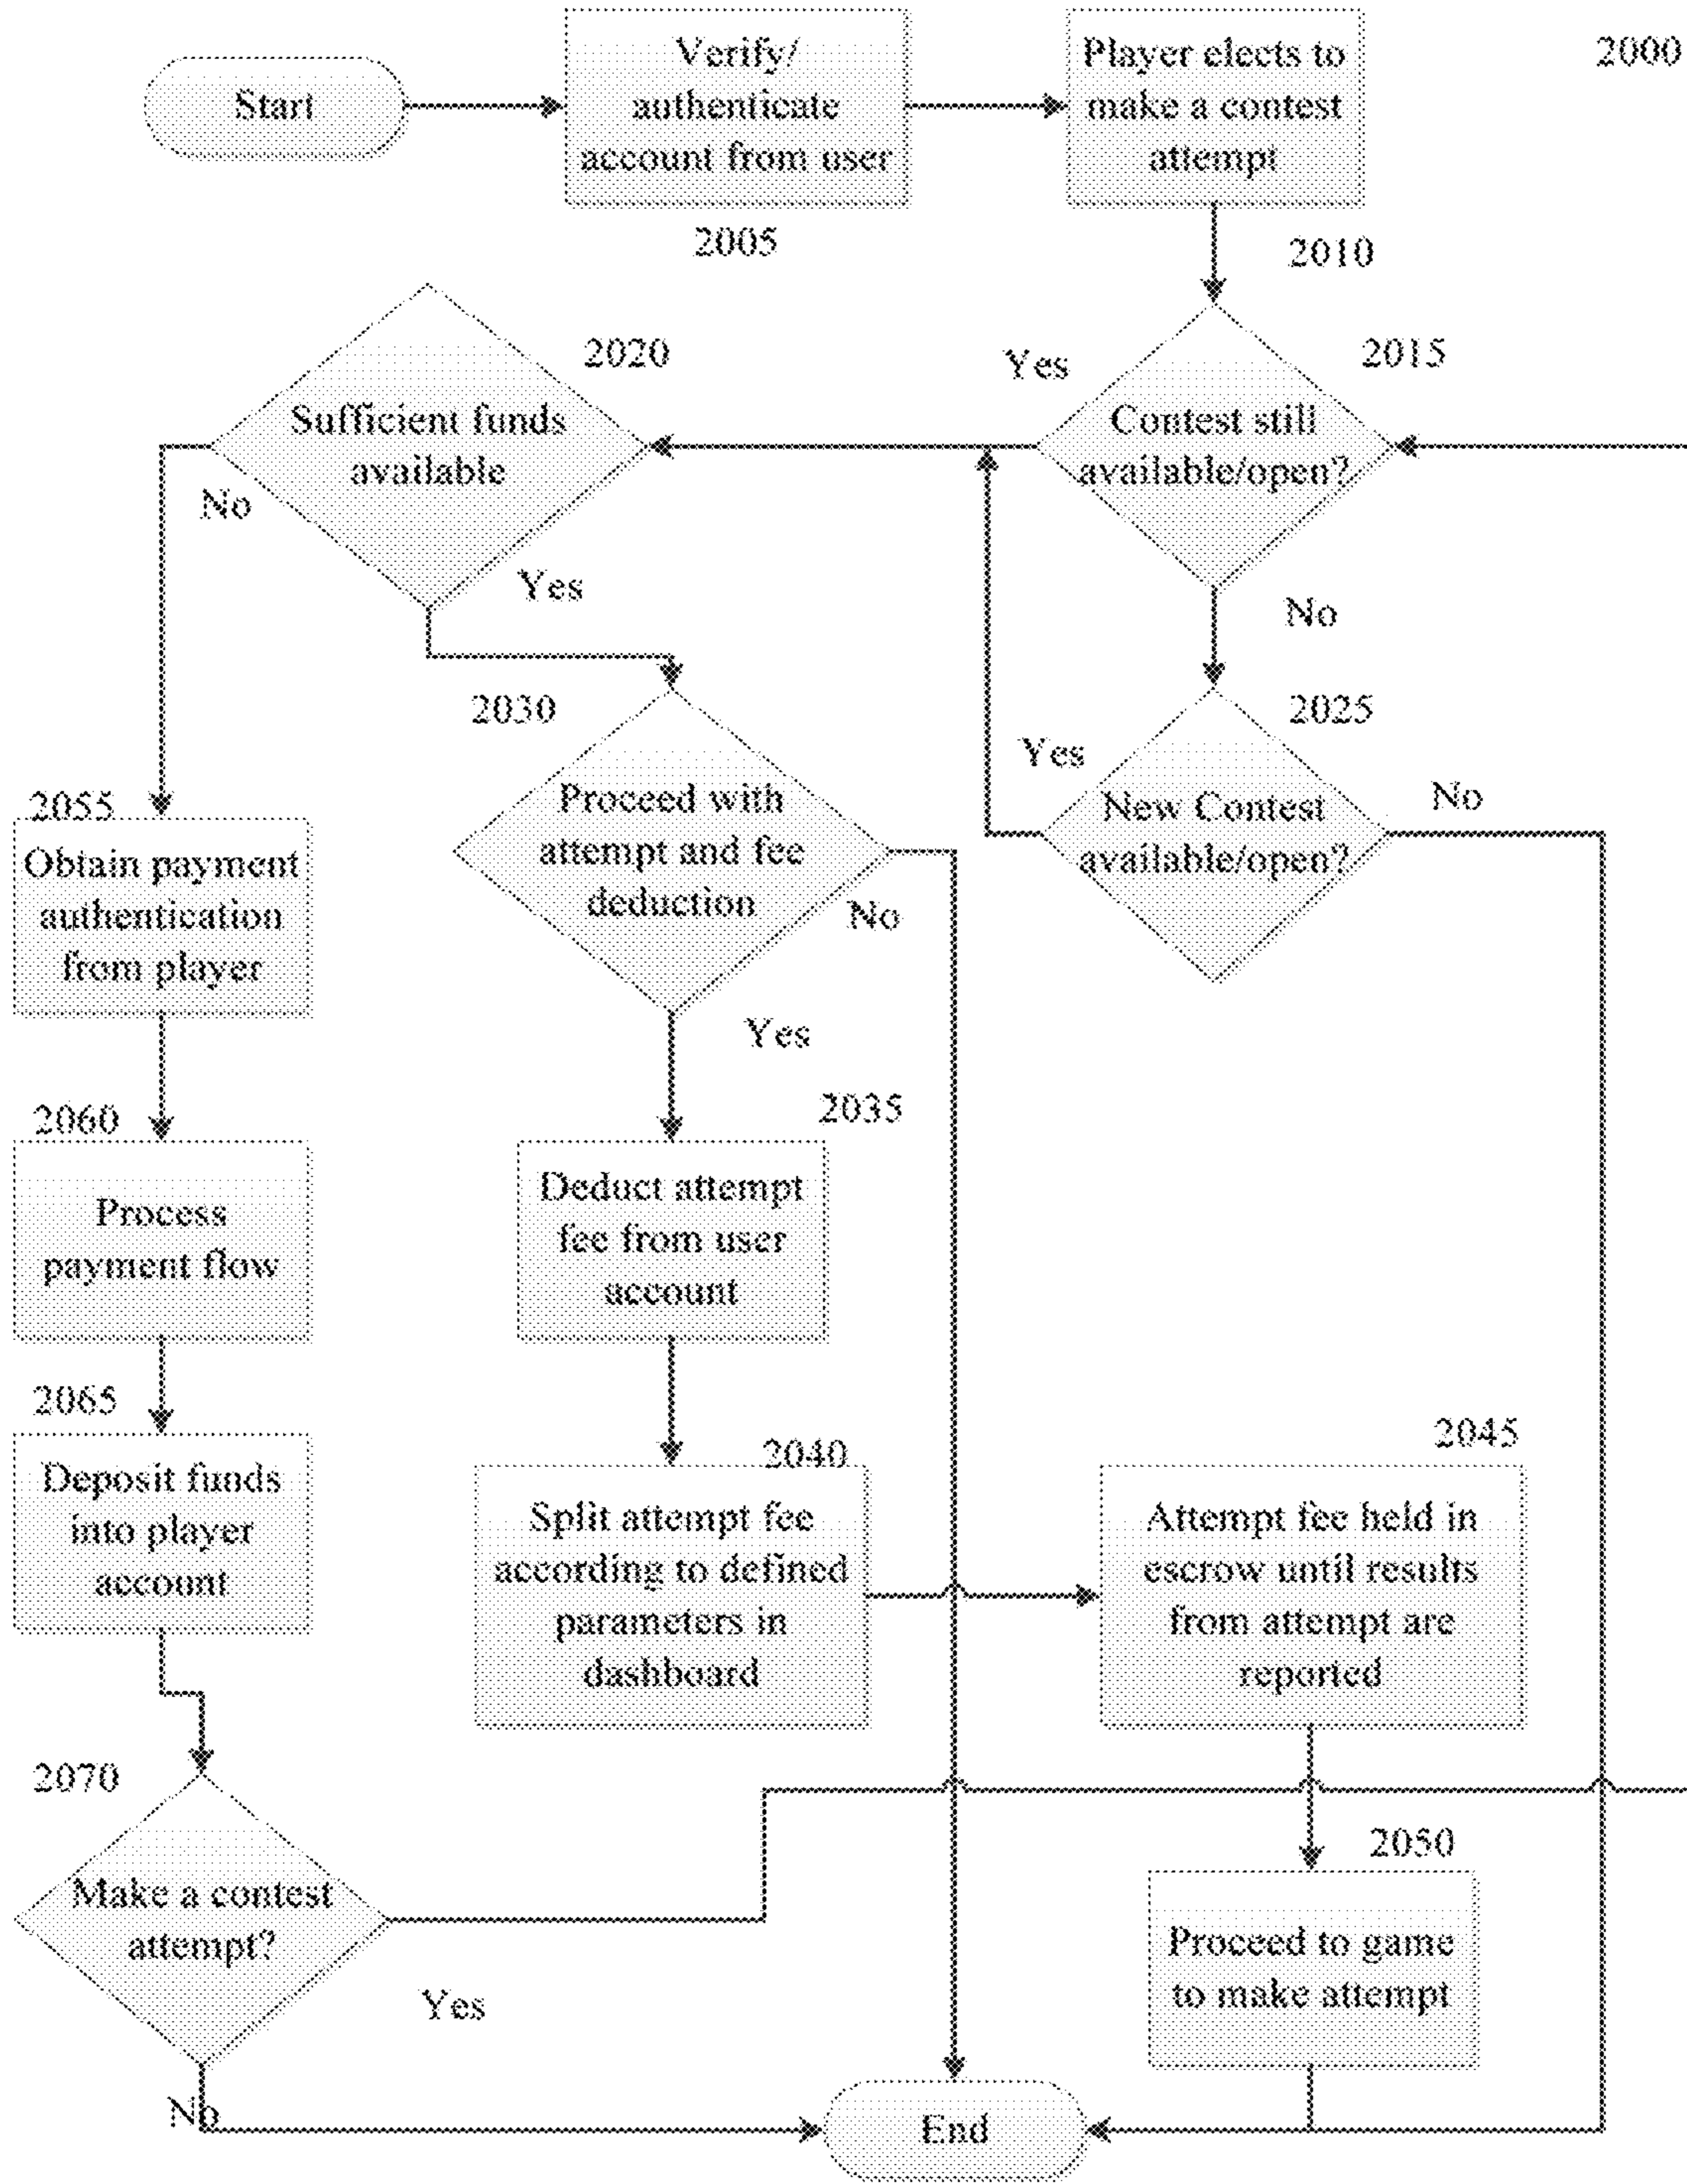 2000
Start
Verify/
authenticate
account from user
2005
Player elects to
make a contest
attempt
2010
2020
Sufficient funds
available
No
Yes
Yes
2015
Contest still
available/open?
No
2030
Proceed with
attempt and fee
deduction
No
Yes
2025
Yes
New Contest
available/open?
No
2055
Obtain payment
authentication
from player
2060
Process
payment flow
2035
Deduct attempt
fee from user
account
2065
Deposit funds
into player
account
2040
Split attempt fee
according to defined
parameters in
dashboard
2045
Attempt fee held in
escrow until results
from attempt are
reported
2070
Make a contest
attempt?
Yes
No
2050
Proceed to game
to make attempt
End